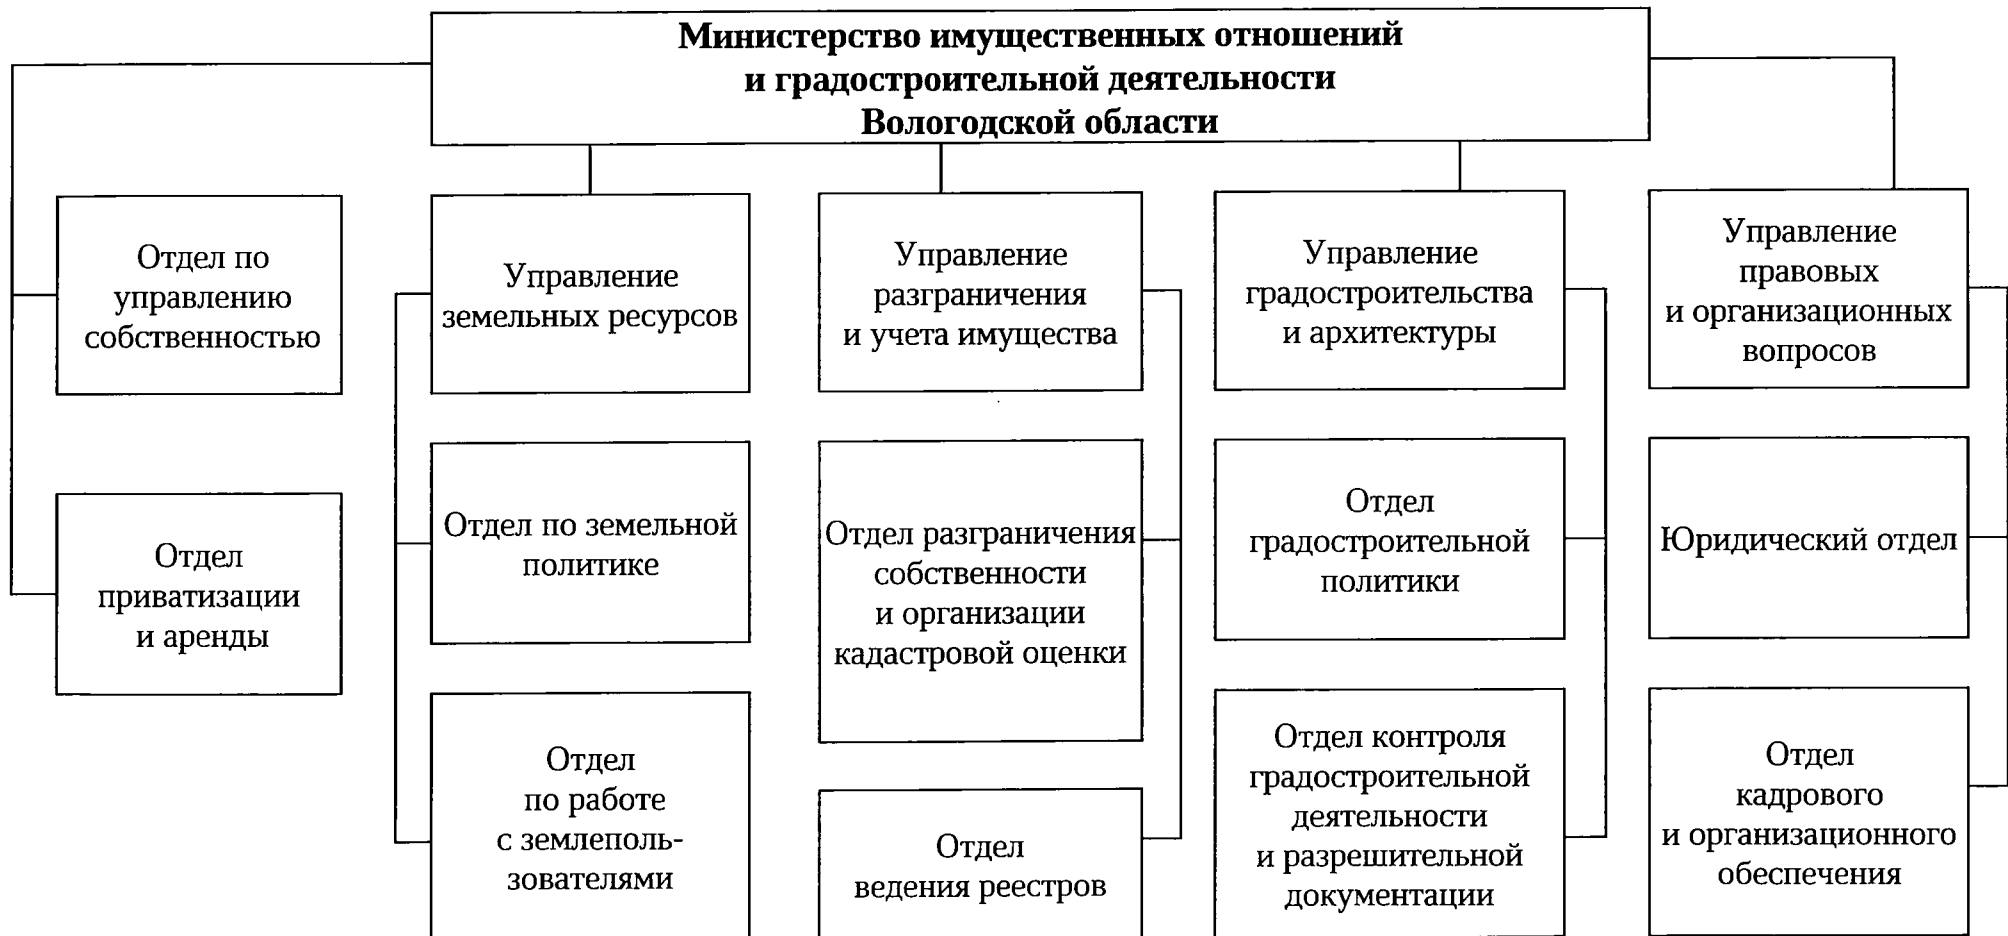 Министерство имущественных отношений
и градостроительной деятельности
Вологодской области
Отдел по
управлению
собственностью
Отдел
приватизации
и аренды
Управление
земельных ресурсов
Отдел по земельной
политике
Отдел
по работе
с землеполь-
зователями
Управление
разграничения
и учета имущества
Отдел разграничения
собственности
и организации
кадастровой оценки
Отдел
ведения реестров
Управление
градостроительства
и архитектуры
Отдел
градостроительной
политики
Отдел контроля
градостроительной
деятельности
и разрешительной
документации
Управление
правовых
и организационных
вопросов
Юридический отдел
Отдел
кадрового
и организационного
обеспечения